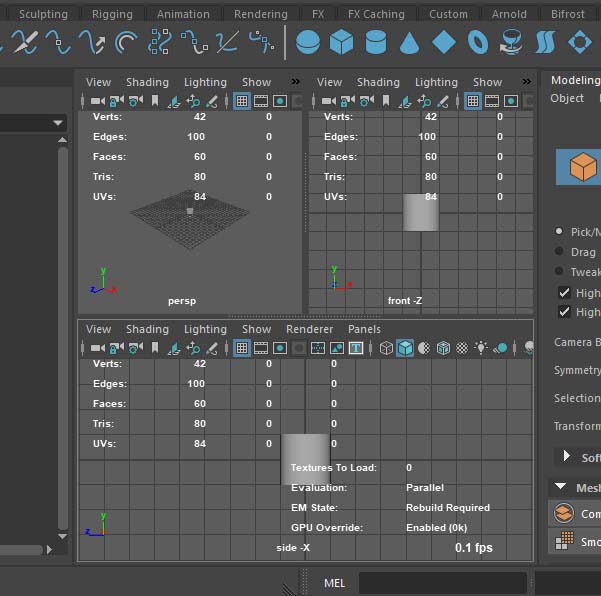 Sculpting Rigging Animation Rendering FX FX Caching Custom Arnold Bifrost
View Shading Lighting Show »
Verts: 42 0
Edges: 100 0
Faces: 60 0
Tris: 80 0
UVs: 84 0
y
z x
persp
View Shading Lighting Show »
Verts: 42 0
Edges: 100 0
Faces: 60 0
Tris: 80 0
UVs: 84 0
y
z x
front -Z
View Shading Lighting Show Renderer Panels
Verts: 42 0 0
Edges: 100 0 0
Faces: 60 0 0
Tris: 80 0 0
UVs: 84 0 0
Textures To Load: 0
Evaluation: Parallel
EM State: Rebuild Required
GPU Override: Enabled (0k)
y
z
side -X 0.1 fps
MEL
Modeling
Object
Pick/M
Drag
Tweak
High
High
Camera B
Symmetry
Selection
Transform
Soft
Mesh
Com
Smo